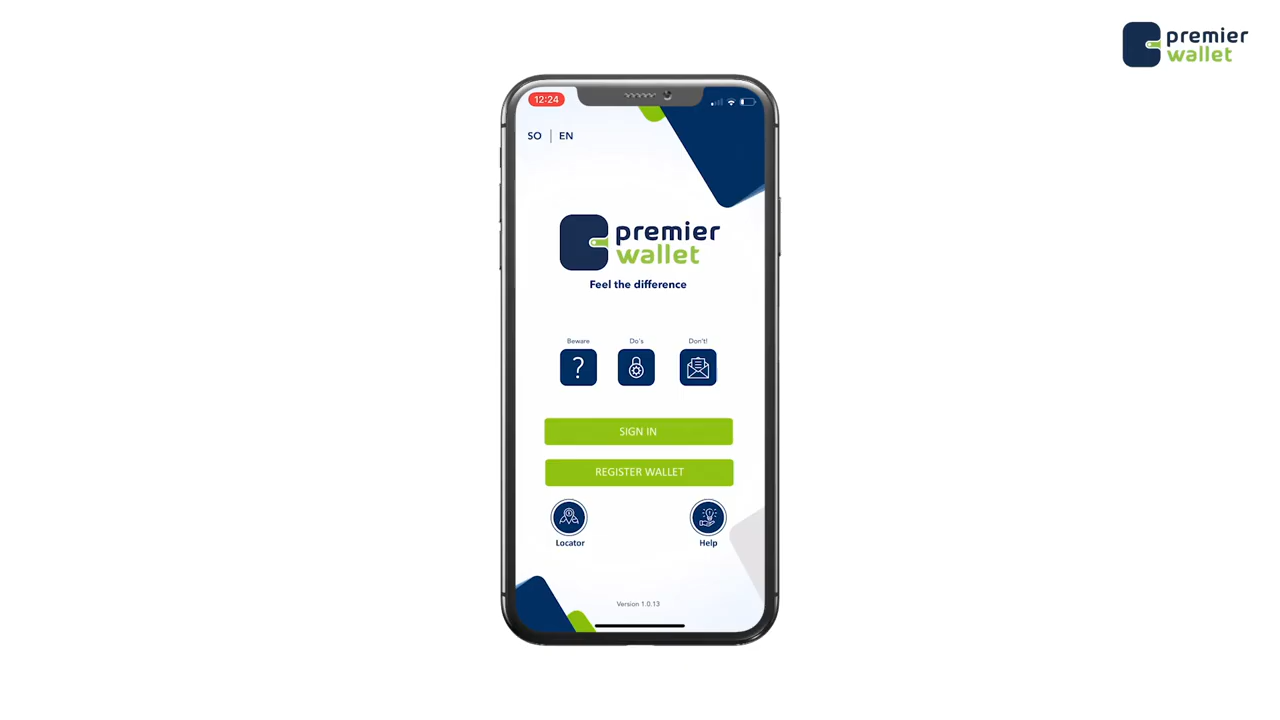 premier
wallet
12:24
SO | EN
premier
wallet
Feel the difference
Beware
Do's
Don't!
?
SIGN IN
REGISTER WALLET
Locator
Help
Version 1.0.13